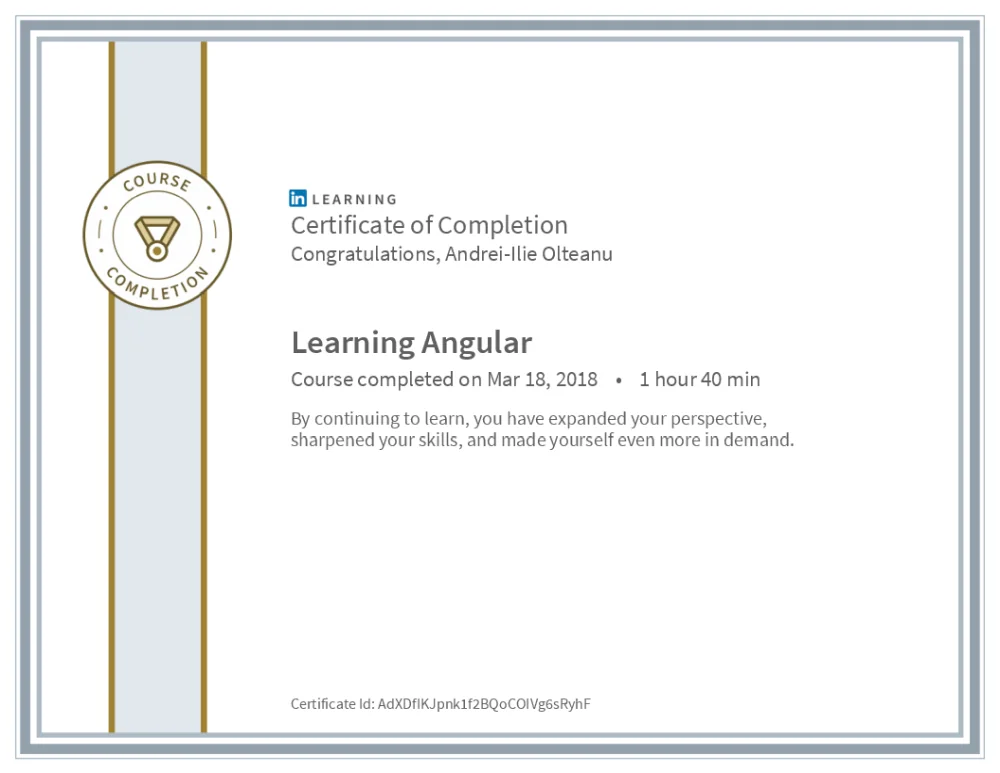 COURSE
COMPLETION
in LEARNING
Certificate of Completion
Congratulations, Andrei-Ilie Olteanu
Learning Angular
Course completed on Mar 18, 2018 • 1 hour 40 min
By continuing to learn, you have expanded your perspective,
sharpened your skills, and made yourself even more in demand.
Certificate Id: AdXDfIKJpnk1f2BQoCOIVg6sRyhF